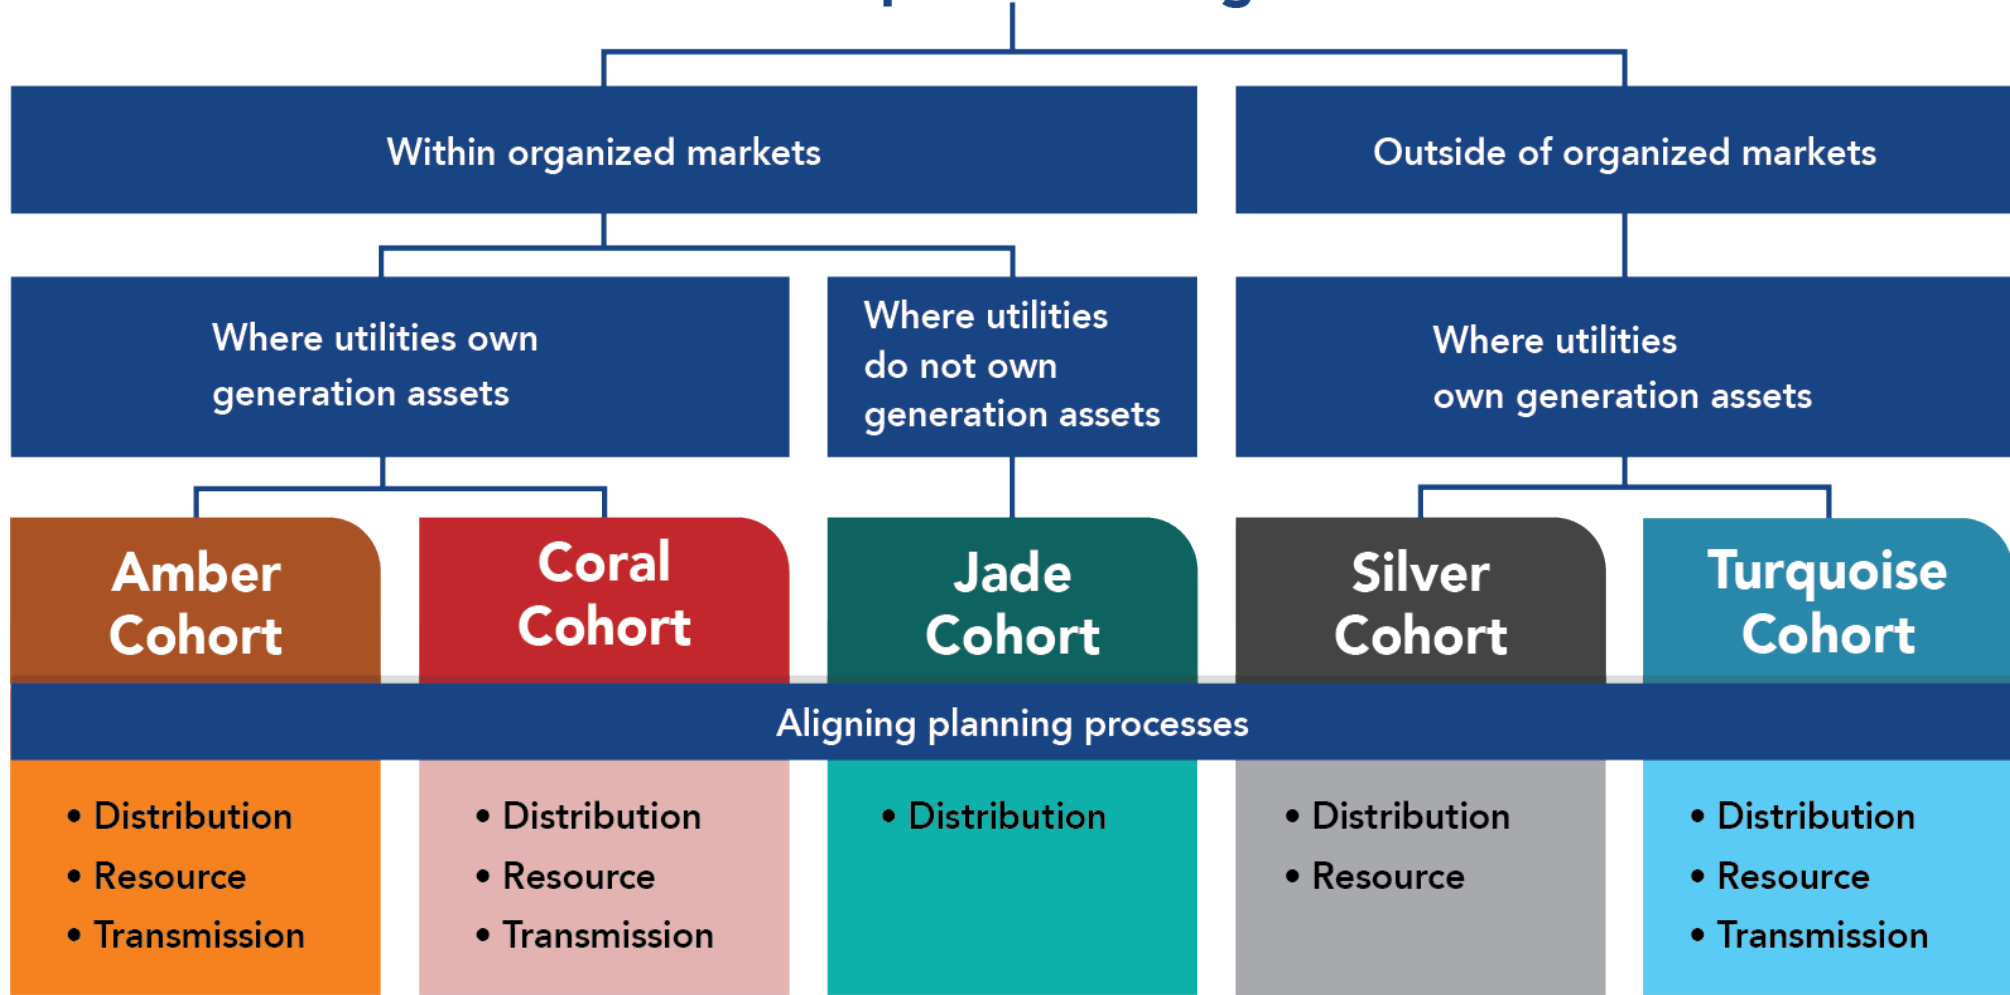 Within organized markets
Outside of organized markets
Where utilities own
generation assets
Where utilities
do not own
generation assets
Where utilities
own generation assets
Amber
Cohort
Coral
Cohort
Jade
Cohort
Silver
Cohort
Turquoise
Cohort
Aligning planning processes
• Distribution
• Resource
• Transmission
• Distribution
• Resource
• Transmission
• Distribution
• Distribution
• Resource
• Distribution
• Resource
• Transmission